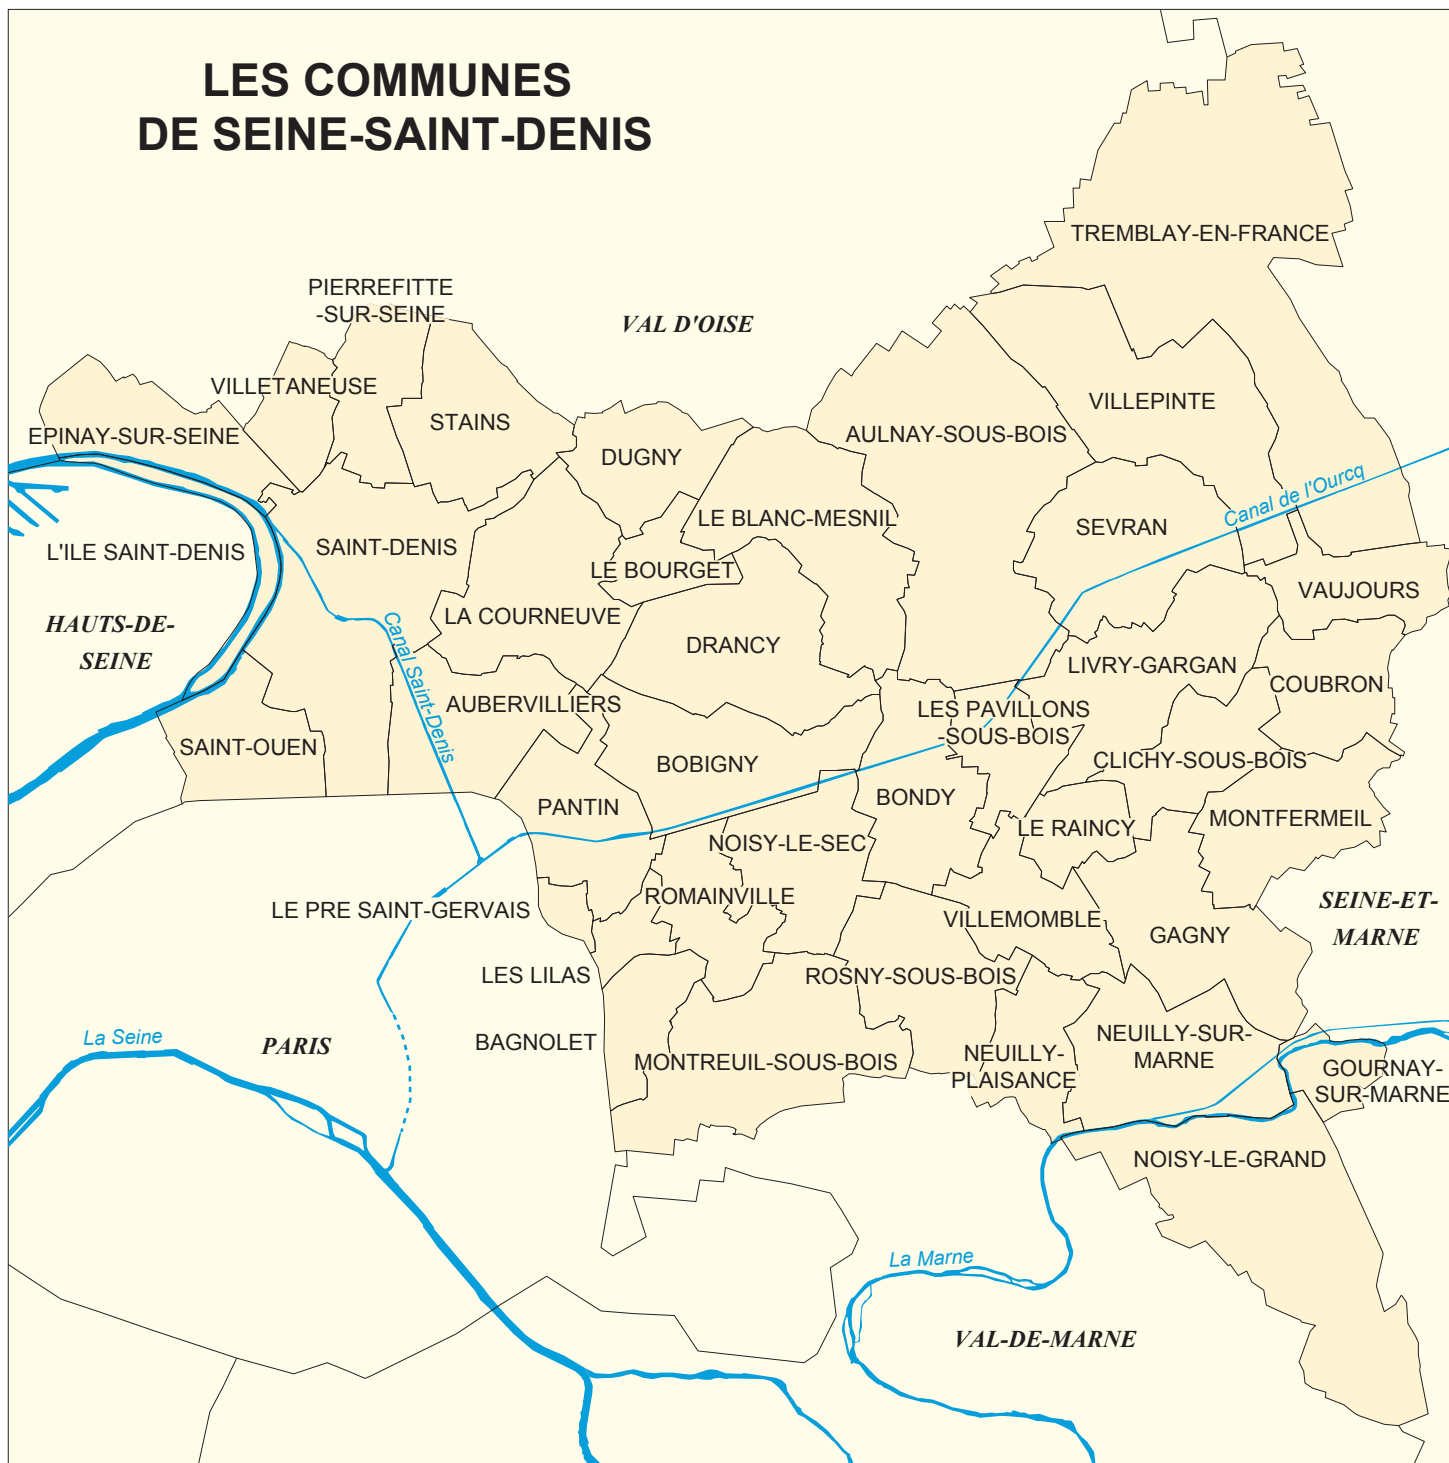 LES COMMUNES
DE SEINE-SAINT-DENIS
TREMBLAY-EN-FRANCE
PIERREFITTE
-SUR-SEINE
VAL D'OISE
VILLETANEUSE
VILLEPINTE
STAINS
EPINAY-SUR-SEINE
AULNAY-SOUS-BOIS
DUGNY
Canal de l'Ourcq
LE BLANC-MESNIL
SEVRAN
L'ILE SAINT-DENIS
SAINT-DENIS
LE BOURGET
VAUJOURS
LA COURNEUVE
HAUTS-DE-
SEINE
DRANCY
LIVRY-GARGAN
COUBRON
Canal Saint-Denis
AUBERVILLIERS
LES PAVILLONS
-SOUS-BOIS
SAINT-OUEN
BOBIGNY
CLICHY-SOUS-BOIS
PANTIN
BONDY
MONTFERMEIL
LE RAINCY
NOISY-LE-SEC
ROMAINVILLE
LE PRE SAINT-GERVAIS
VILLEMOMBLE
SEINE-ET-
MARNE
GAGNY
LES LILAS
ROSNY-SOUS-BOIS
La Seine
PARIS
BAGNOLET
MONTREUIL-SOUS-BOIS
NEUILLY-
PLAISANCE
NEUILLY-SUR-
MARNE
GOURNAY-
SUR-MARNE
NOISY-LE-GRAND
La Marne
VAL-DE-MARNE